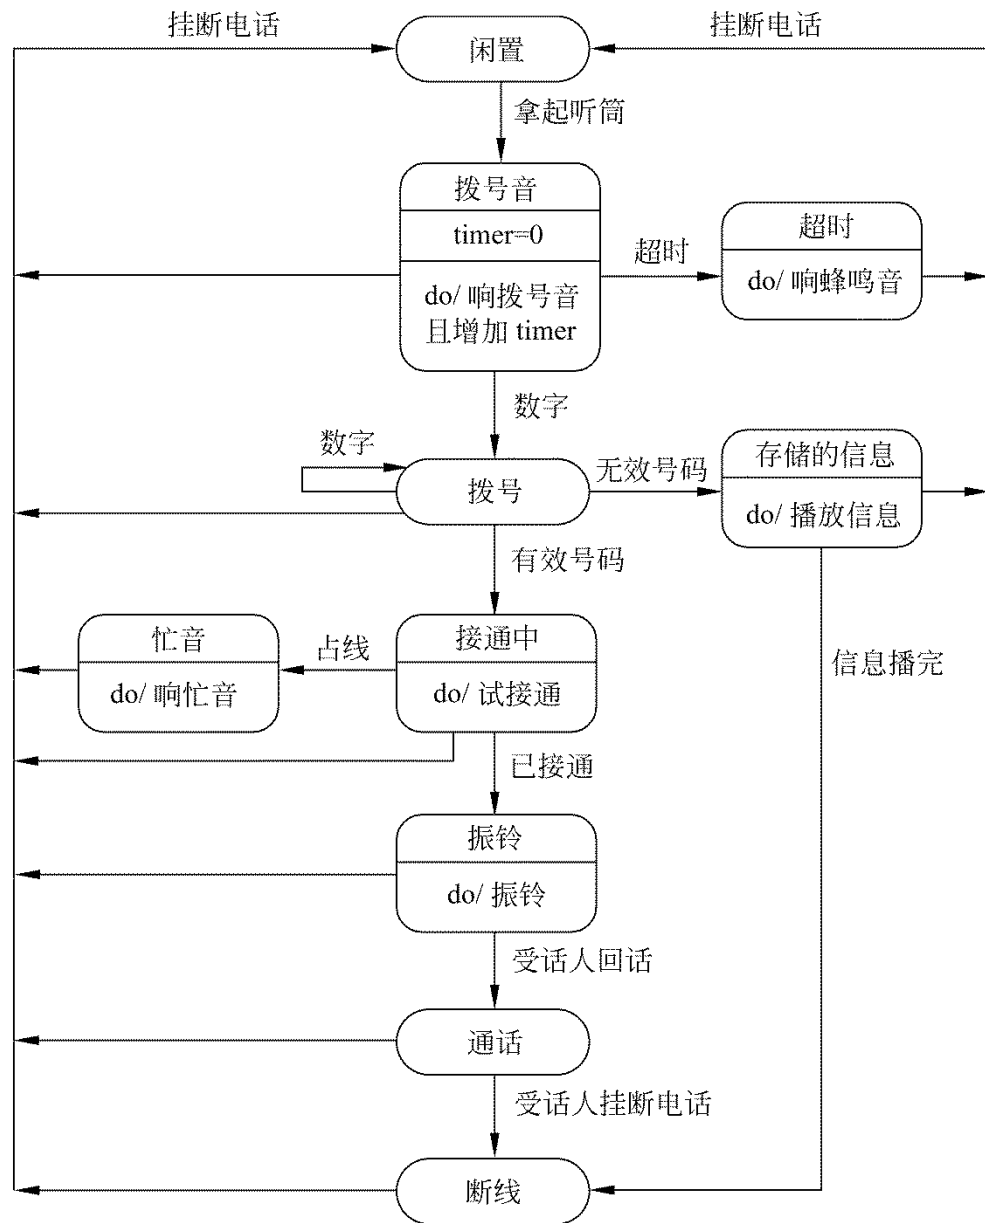 挂断电话
闲置
挂断电话
拿起听筒
拨号音
timer=0
do/ 响拨号音
且增加 timer
超时
超时
do/ 响蜂鸣音
数字
数字
拨号
无效号码
存储的信息
do/ 播放信息
有效号码
忙音
do/ 响忙音
占线
接通中
do/ 试接通
信息播完
已接通
振铃
do/ 振铃
受话人回话
通话
受话人挂断电话
断线